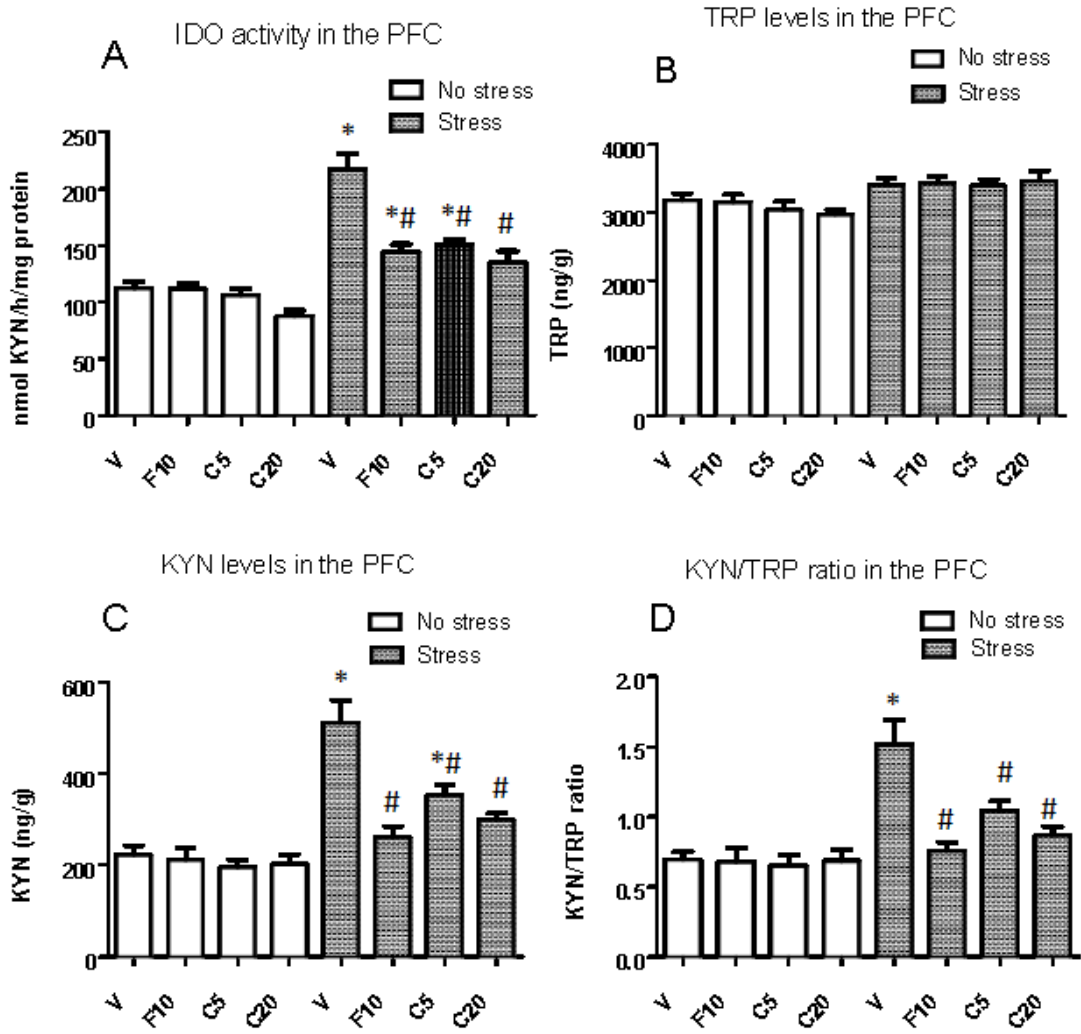 IDO activity in the PFC
A
No stress
Stress
nmol KYN/h/mg protein
250
200
150
100
50
0
*
*#
*#
#
V
F10
C5
C20
V
F10
C5
C20
TRP levels in the PFC
B
No stress
Stress
TRP (ng/g)
4000
3000
2000
1000
0
V
F10
C5
C20
V
F10
C5
C20
KYN levels in the PFC
C
No stress
Stress
KYN (ng/g)
600
400
200
0
*
#
*#
#
V
F10
C5
C20
V
F10
C5
C20
KYN/TRP ratio in the PFC
D
No stress
Stress
KYN/TRP ratio
2.0
1.5
1.0
0.5
0.0
*
#
#
#
V
F10
C5
C20
V
F10
C5
C20